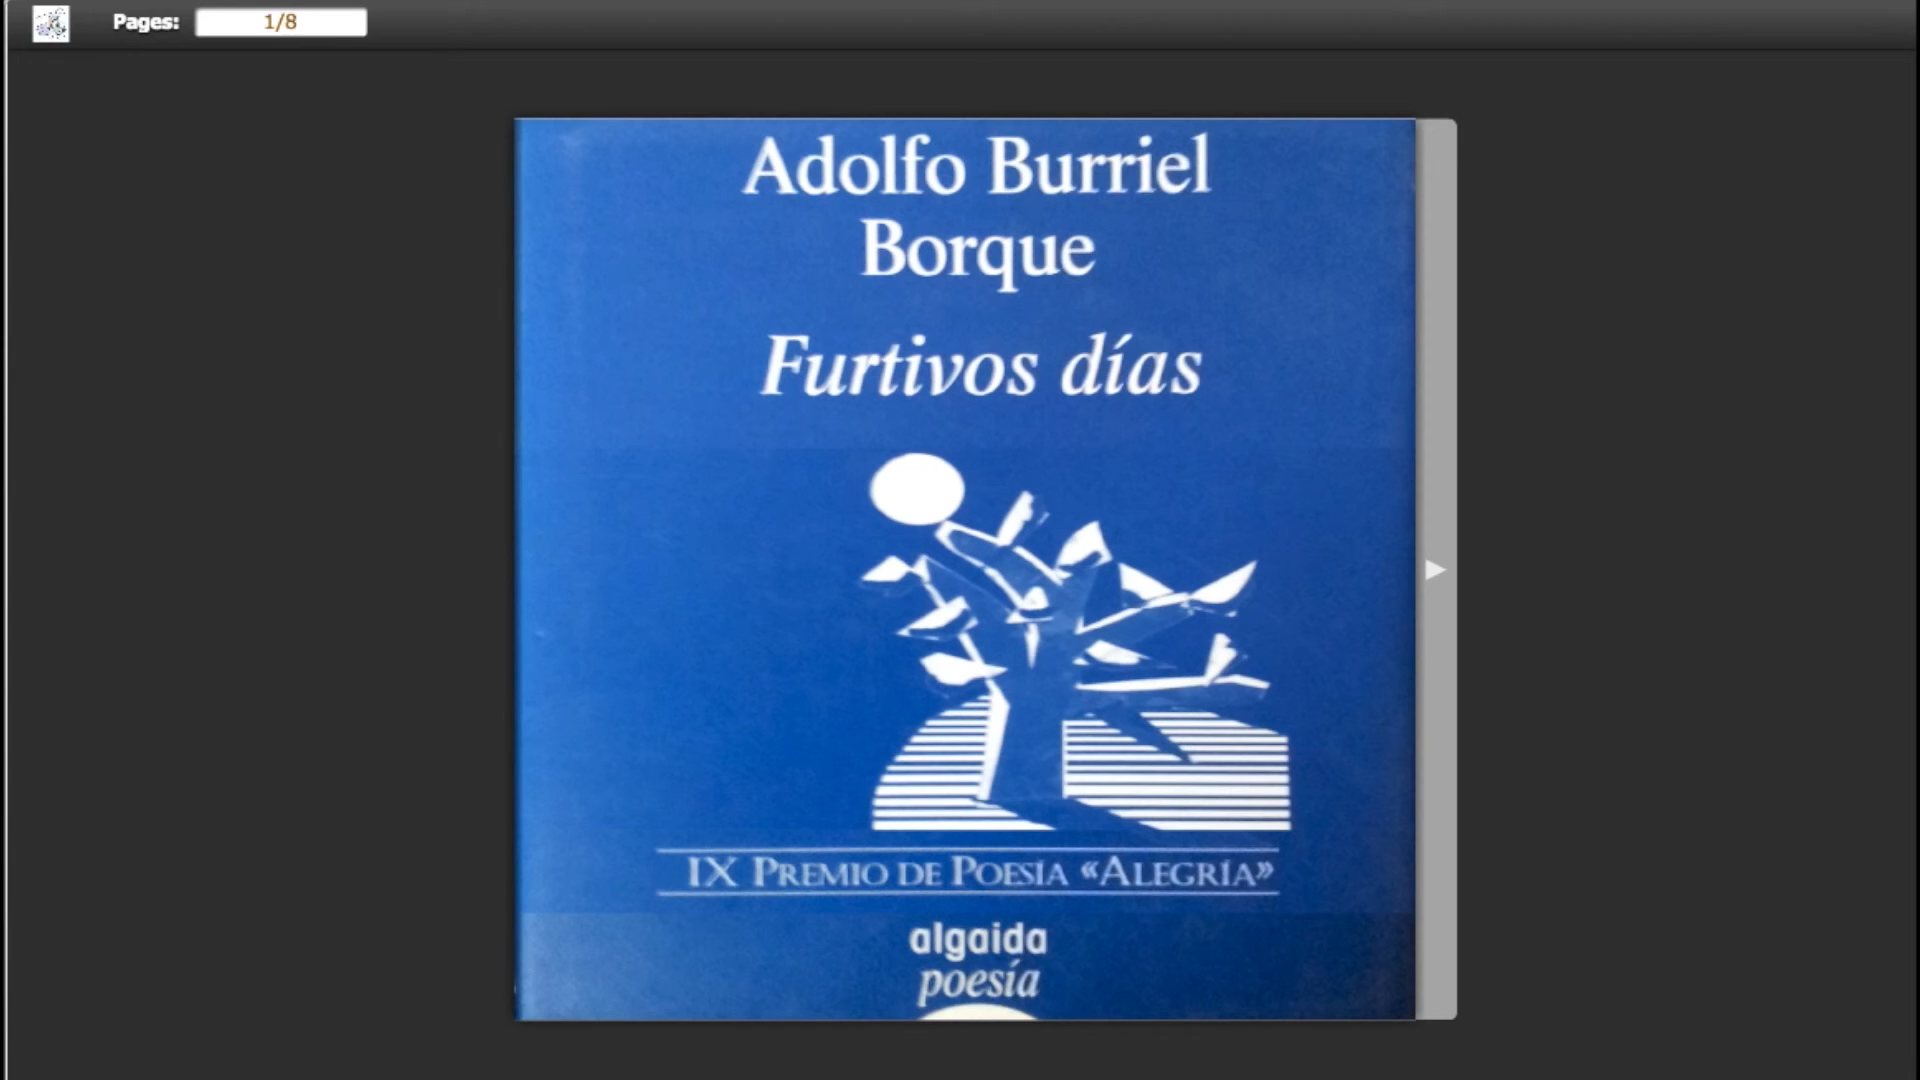 Pages: 1/8
Adolfo Burriel
Borque
Furtivos días
IX PREMIO DE POESÍA «ALEGRÍA»
algaida
poesía